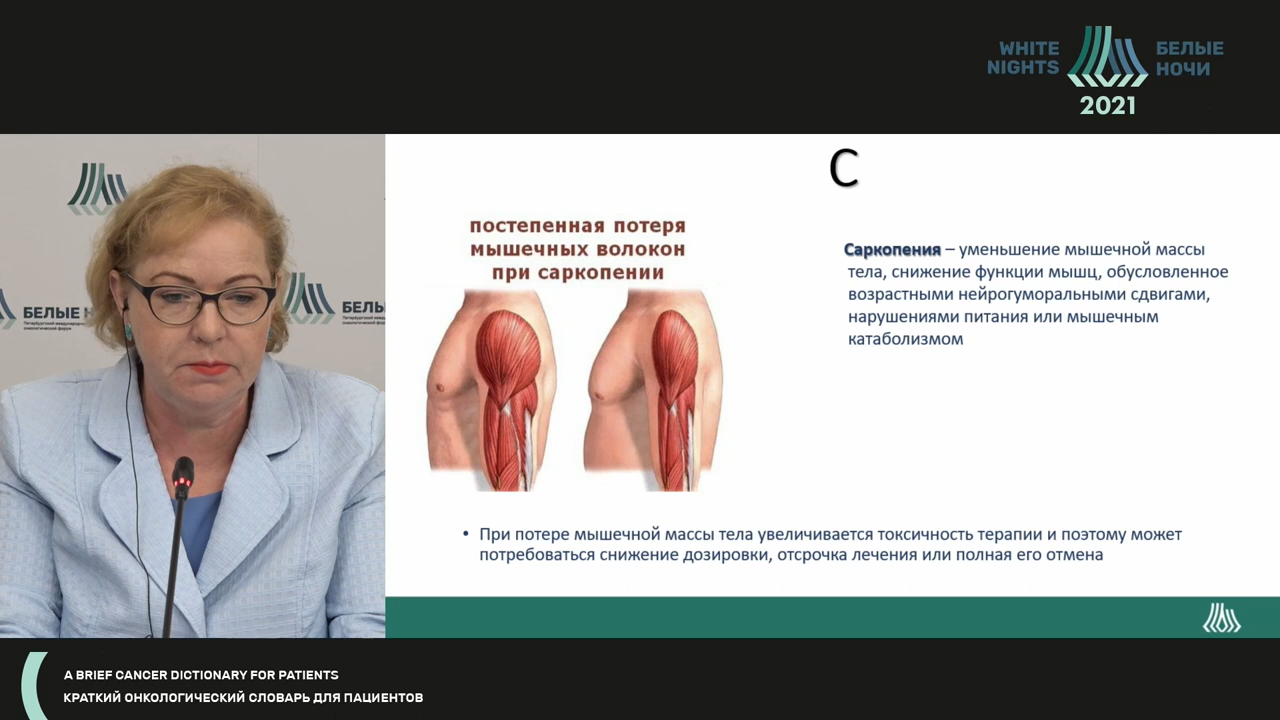 WHITE
NIGHTS
БЕЛЫЕ
НОЧИ
2021
С
постепенная потеря
мышечных волокон
при саркопении
Саркопения – уменьшение мышечной массы
тела, снижение функции мышц, обусловленное
возрастными нейрогуморальными сдвигами,
нарушениями питания или мышечным
катаболизмом
• При потере мышечной массы тела увеличивается токсичность терапии и поэтому может
потребоваться снижение дозировки, отсрочка лечения или полная его отмена
БЕЛЫЕ
A BRIEF CANCER DICTIONARY FOR PATIENTS
КРАТКИЙ ОНКОЛОГИЧЕСКИЙ СЛОВАРЬ ДЛЯ ПАЦИЕНТОВ